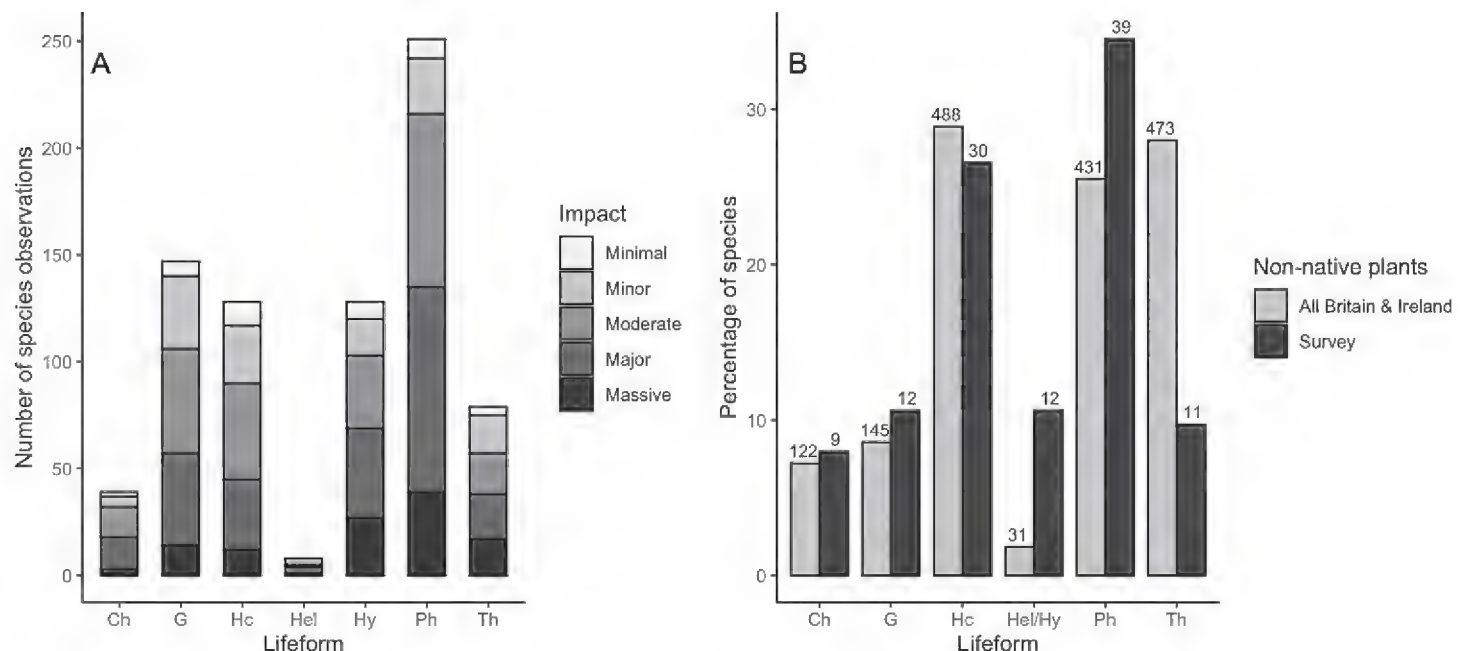 A
250
200
150
100
50
0
Number of species observations
Ch G Hc Hel Hy Ph Th
Lifeform
Impact
Minimal
Minor
Moderate
Major
Massive
B
30
20
10
0
Percentage of species
122 9 145 12 488 30 31 12 431 39 473 11
Ch G Hc Hel/Hy Ph Th
Lifeform
Non-native plants
All Britain & Ireland
Survey